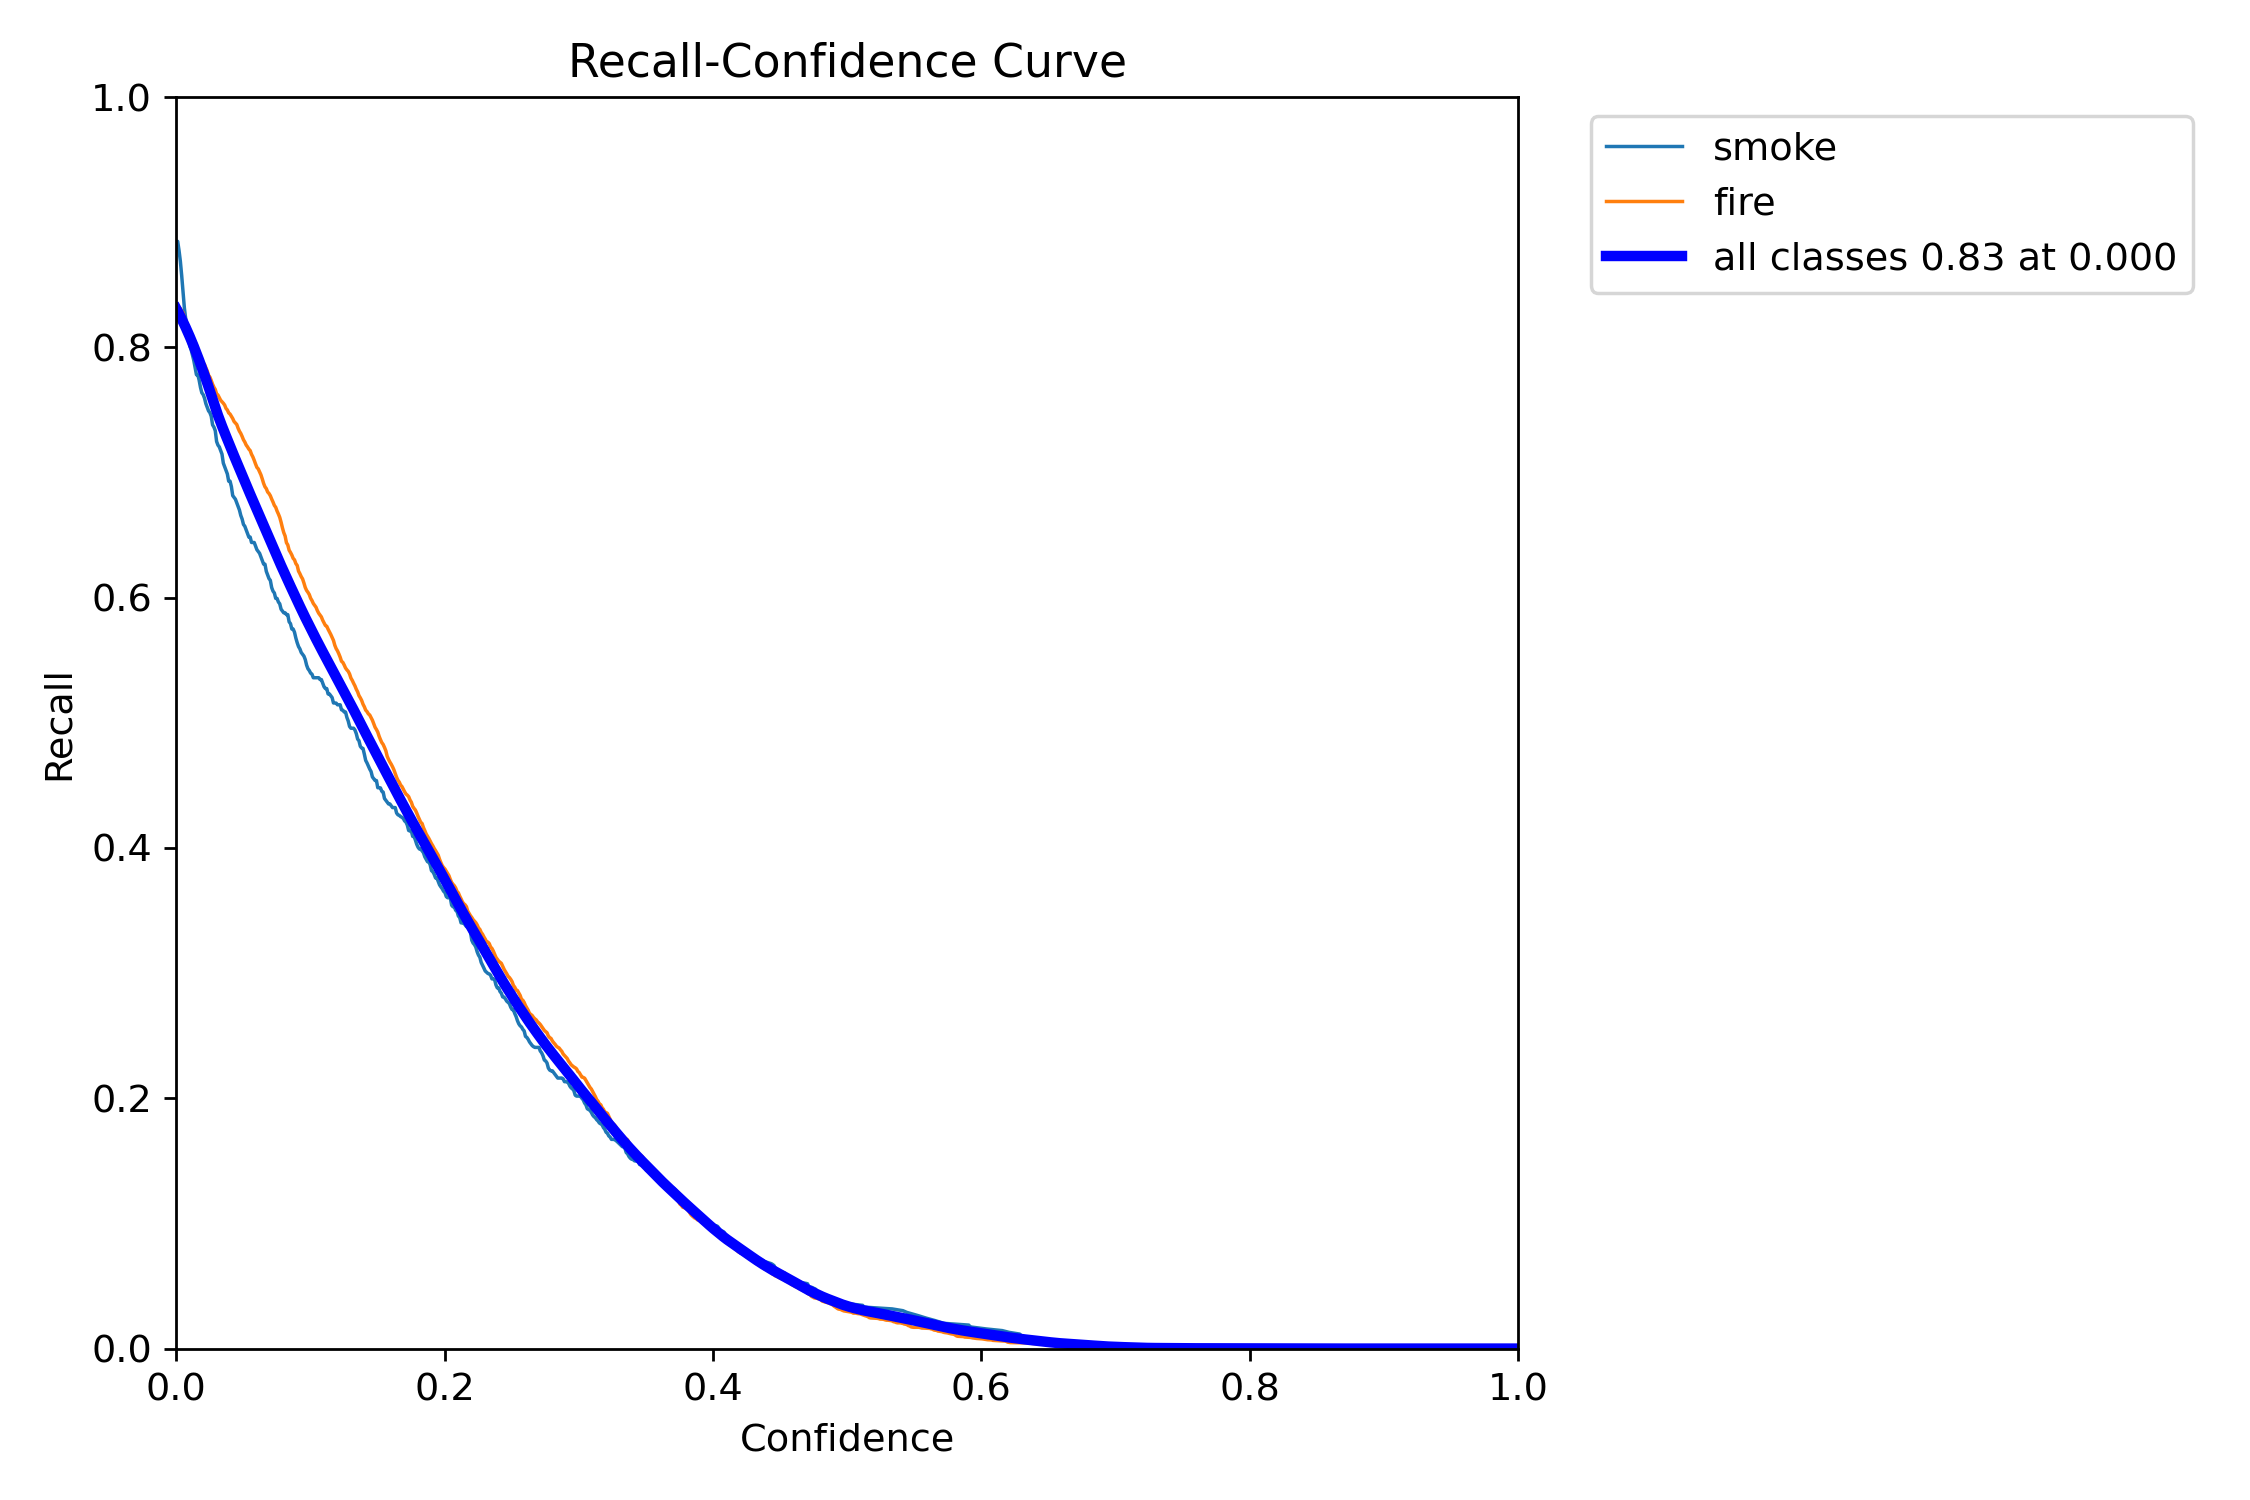 Recall-Confidence Curve
1.0
0.8
0.6
0.4
0.2
0.0
Recall
0.0 0.2 0.4 0.6 0.8 1.0
Confidence
smoke
fire
all classes 0.83 at 0.000